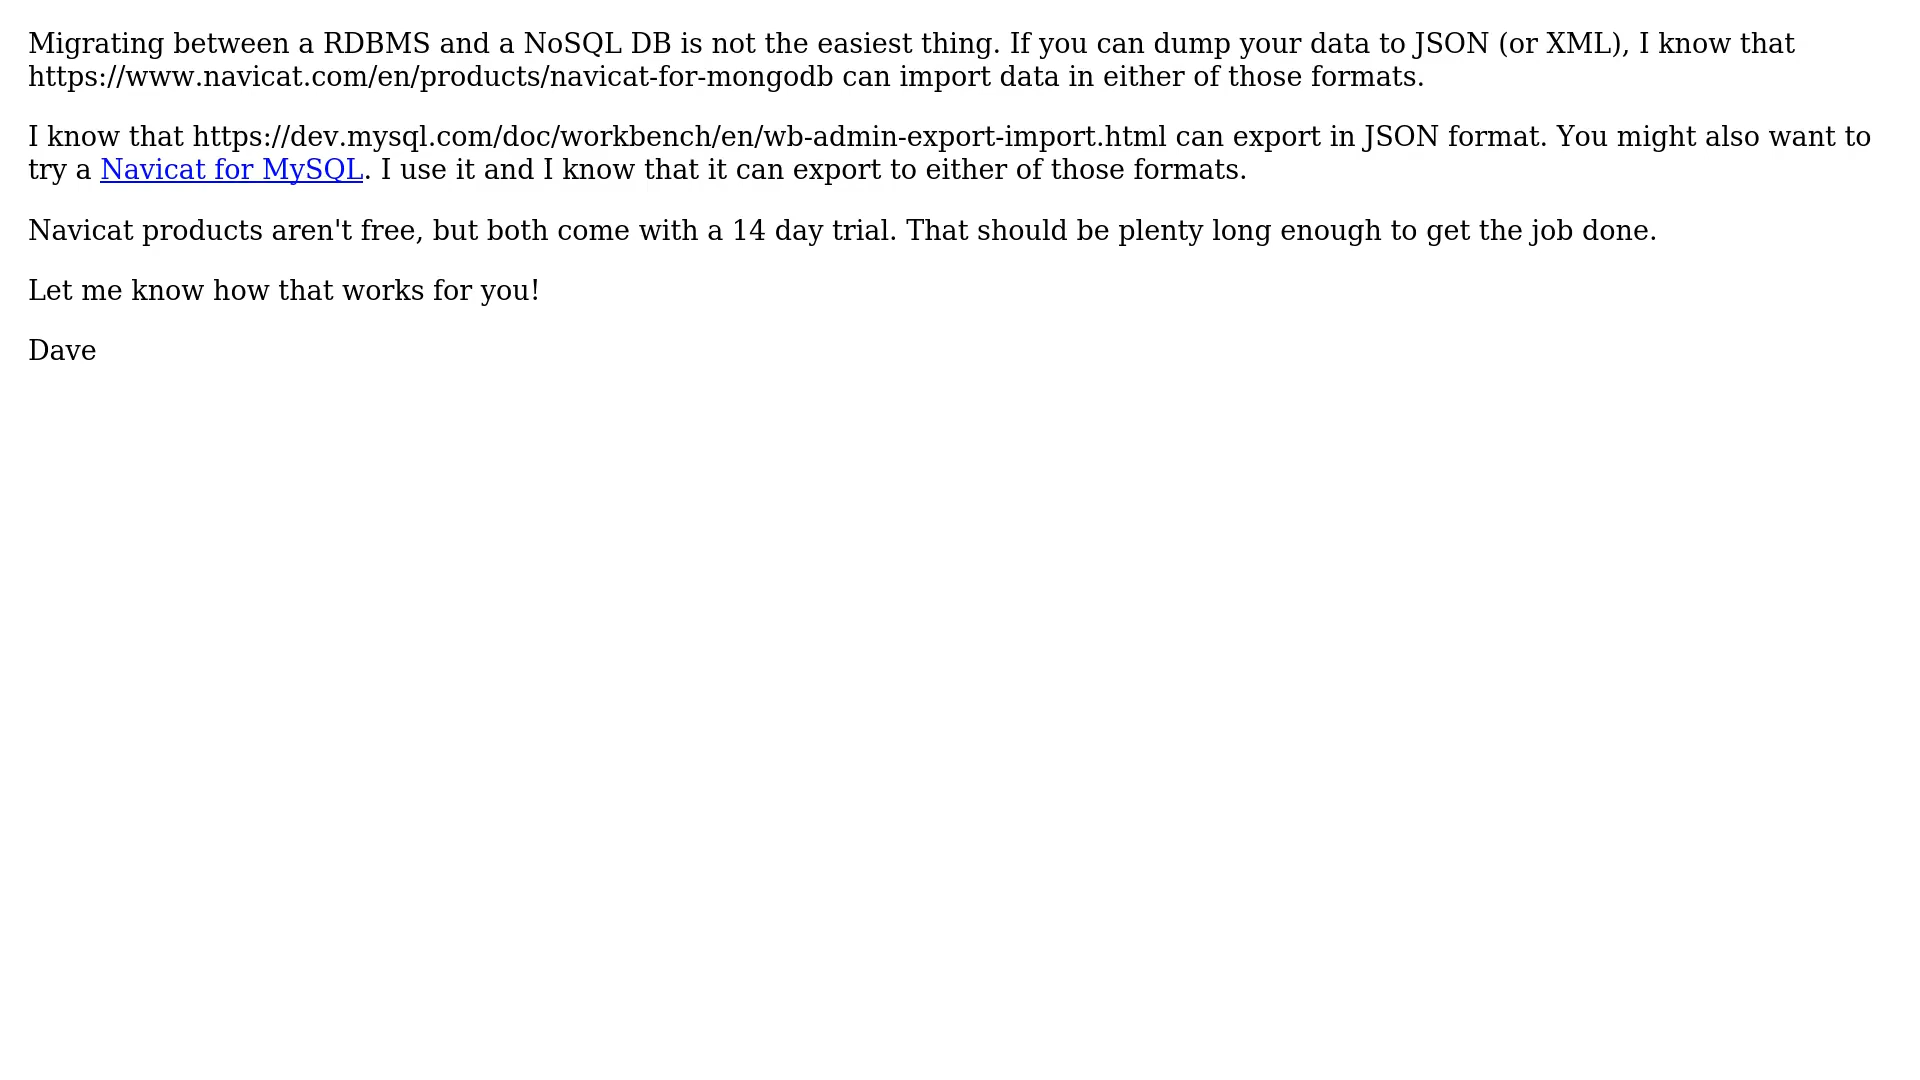 Migrating between a RDBMS and a NoSQL DB is not the easiest thing. If you can dump your data to JSON (or XML), I know that
https://www.navicat.com/en/products/navicat-for-mongodb can import data in either of those formats.
I know that https://dev.mysql.com/doc/workbench/en/wb-admin-export-import.html can export in JSON format. You might also want to
try a Navicat for MySQL. I use it and I know that it can export to either of those formats.
Navicat products aren't free, but both come with a 14 day trial. That should be plenty long enough to get the job done.
Let me know how that works for you!
Dave